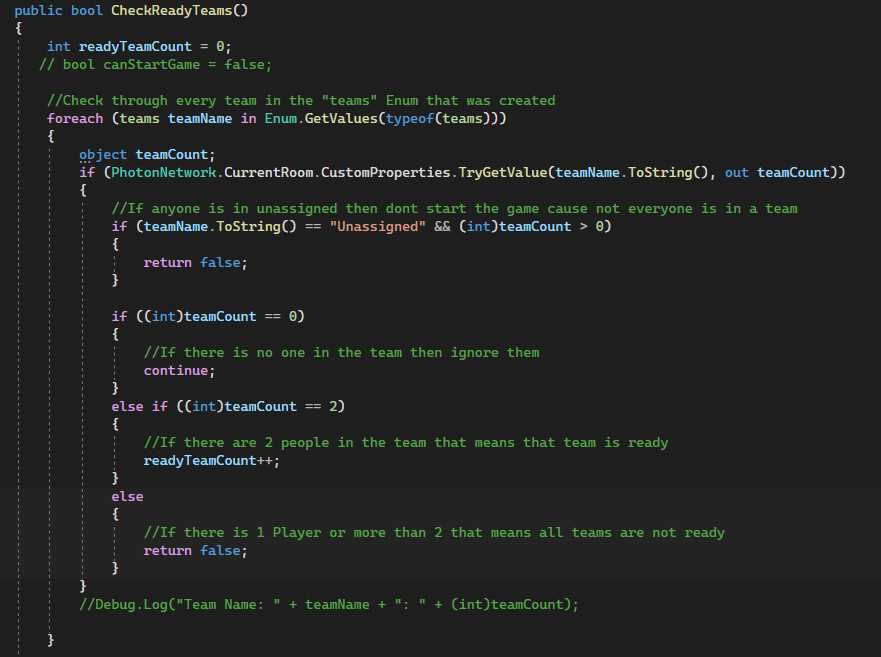 public bool CheckReadyTeams()
{
    int readyTeamCount = 0;
   // bool canStartGame = false;

    //Check through every team in the "teams" Enum that was created
    foreach (teams teamName in Enum.GetValues(typeof(teams)))
    {
        object teamCount;
        if (PhotonNetwork.CurrentRoom.CustomProperties.TryGetValue(teamName.ToString(), out teamCount))
        {
            //If anyone is in unassigned then dont start the game cause not everyone is in a team
            if (teamName.ToString() == "Unassigned" && (int)teamCount > 0)
            {
                return false;
            }

            if ((int)teamCount == 0)
            {
                //If there is no one in the team then ignore them
                continue;
            }
            else if ((int)teamCount == 2)
            {
                //If there are 2 people in the team that means that team is ready
                readyTeamCount++;
            }
            else
            {
                //If there is 1 Player or more than 2 that means all teams are not ready
                return false;
            }
        }
        //Debug.Log("Team Name: " + teamName + ": " + (int)teamCount);

    }